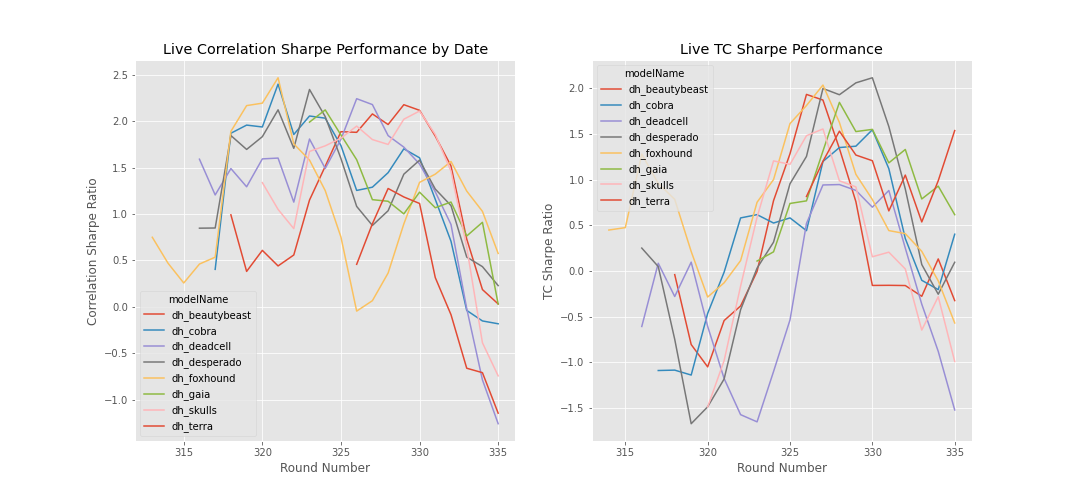 Live Correlation Sharpe Performance by Date
Correlation Sharpe Ratio
2.5
2.0
1.5
1.0
0.5
0.0
−0.5
−1.0
modelName
dh_beautybeast
dh_cobra
dh_deadcell
dh_desperado
dh_foxhound
dh_gaia
dh_skulls
dh_terra
315
320
325
330
335
Round Number
Live TC Sharpe Performance
TC Sharpe Ratio
2.0
1.5
1.0
0.5
0.0
−0.5
−1.0
−1.5
modelName
dh_beautybeast
dh_cobra
dh_deadcell
dh_desperado
dh_foxhound
dh_gaia
dh_skulls
dh_terra
315
320
325
330
335
Round Number